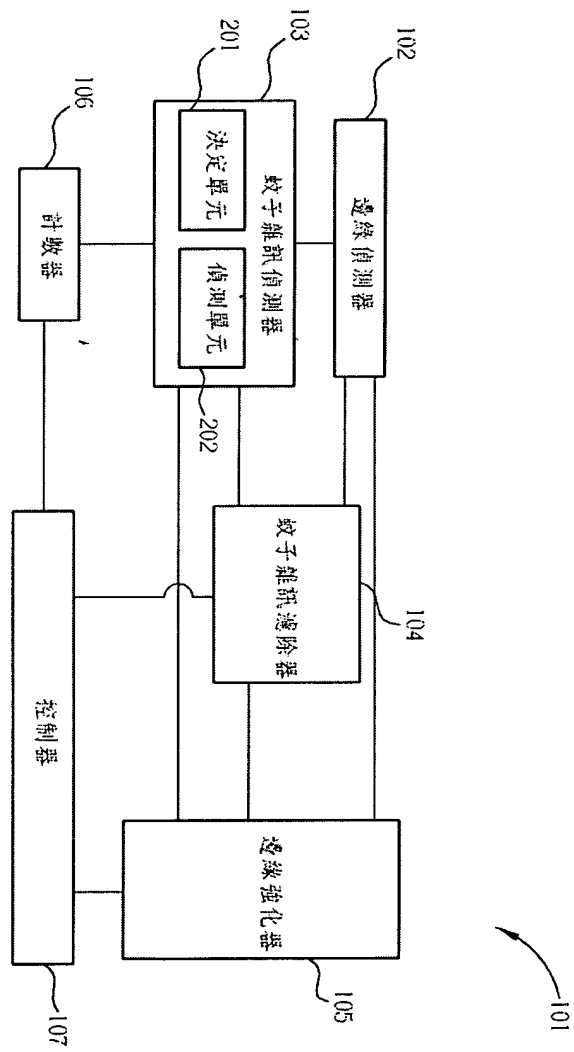 101
102
邊緣偵測器
103
蚊子雜訊偵測器
201
決定單元
偵測單元
202
104
蚊子雜訊濾除器
105
邊緣強化器
106
計數器
107
控制器